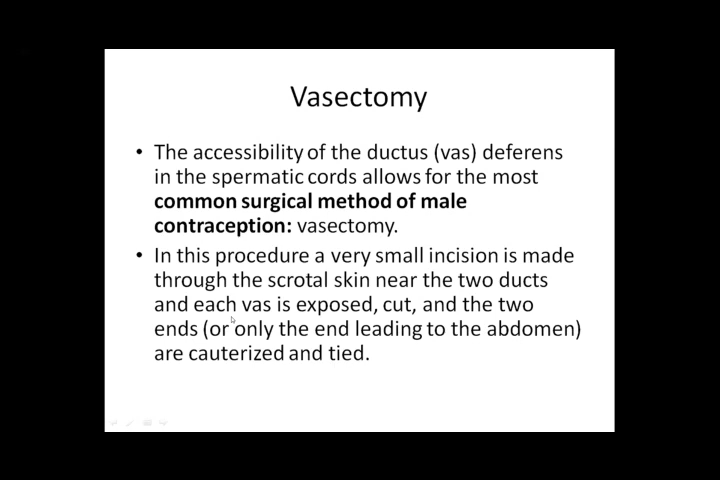 Vasectomy
• The accessibility of the ductus (vas) deferens
in the spermatic cords allows for the most
common surgical method of male
contraception: vasectomy.
• In this procedure a very small incision is made
through the scrotal skin near the two ducts
and each vas is exposed, cut, and the two
ends (or only the end leading to the abdomen)
are cauterized and tied.